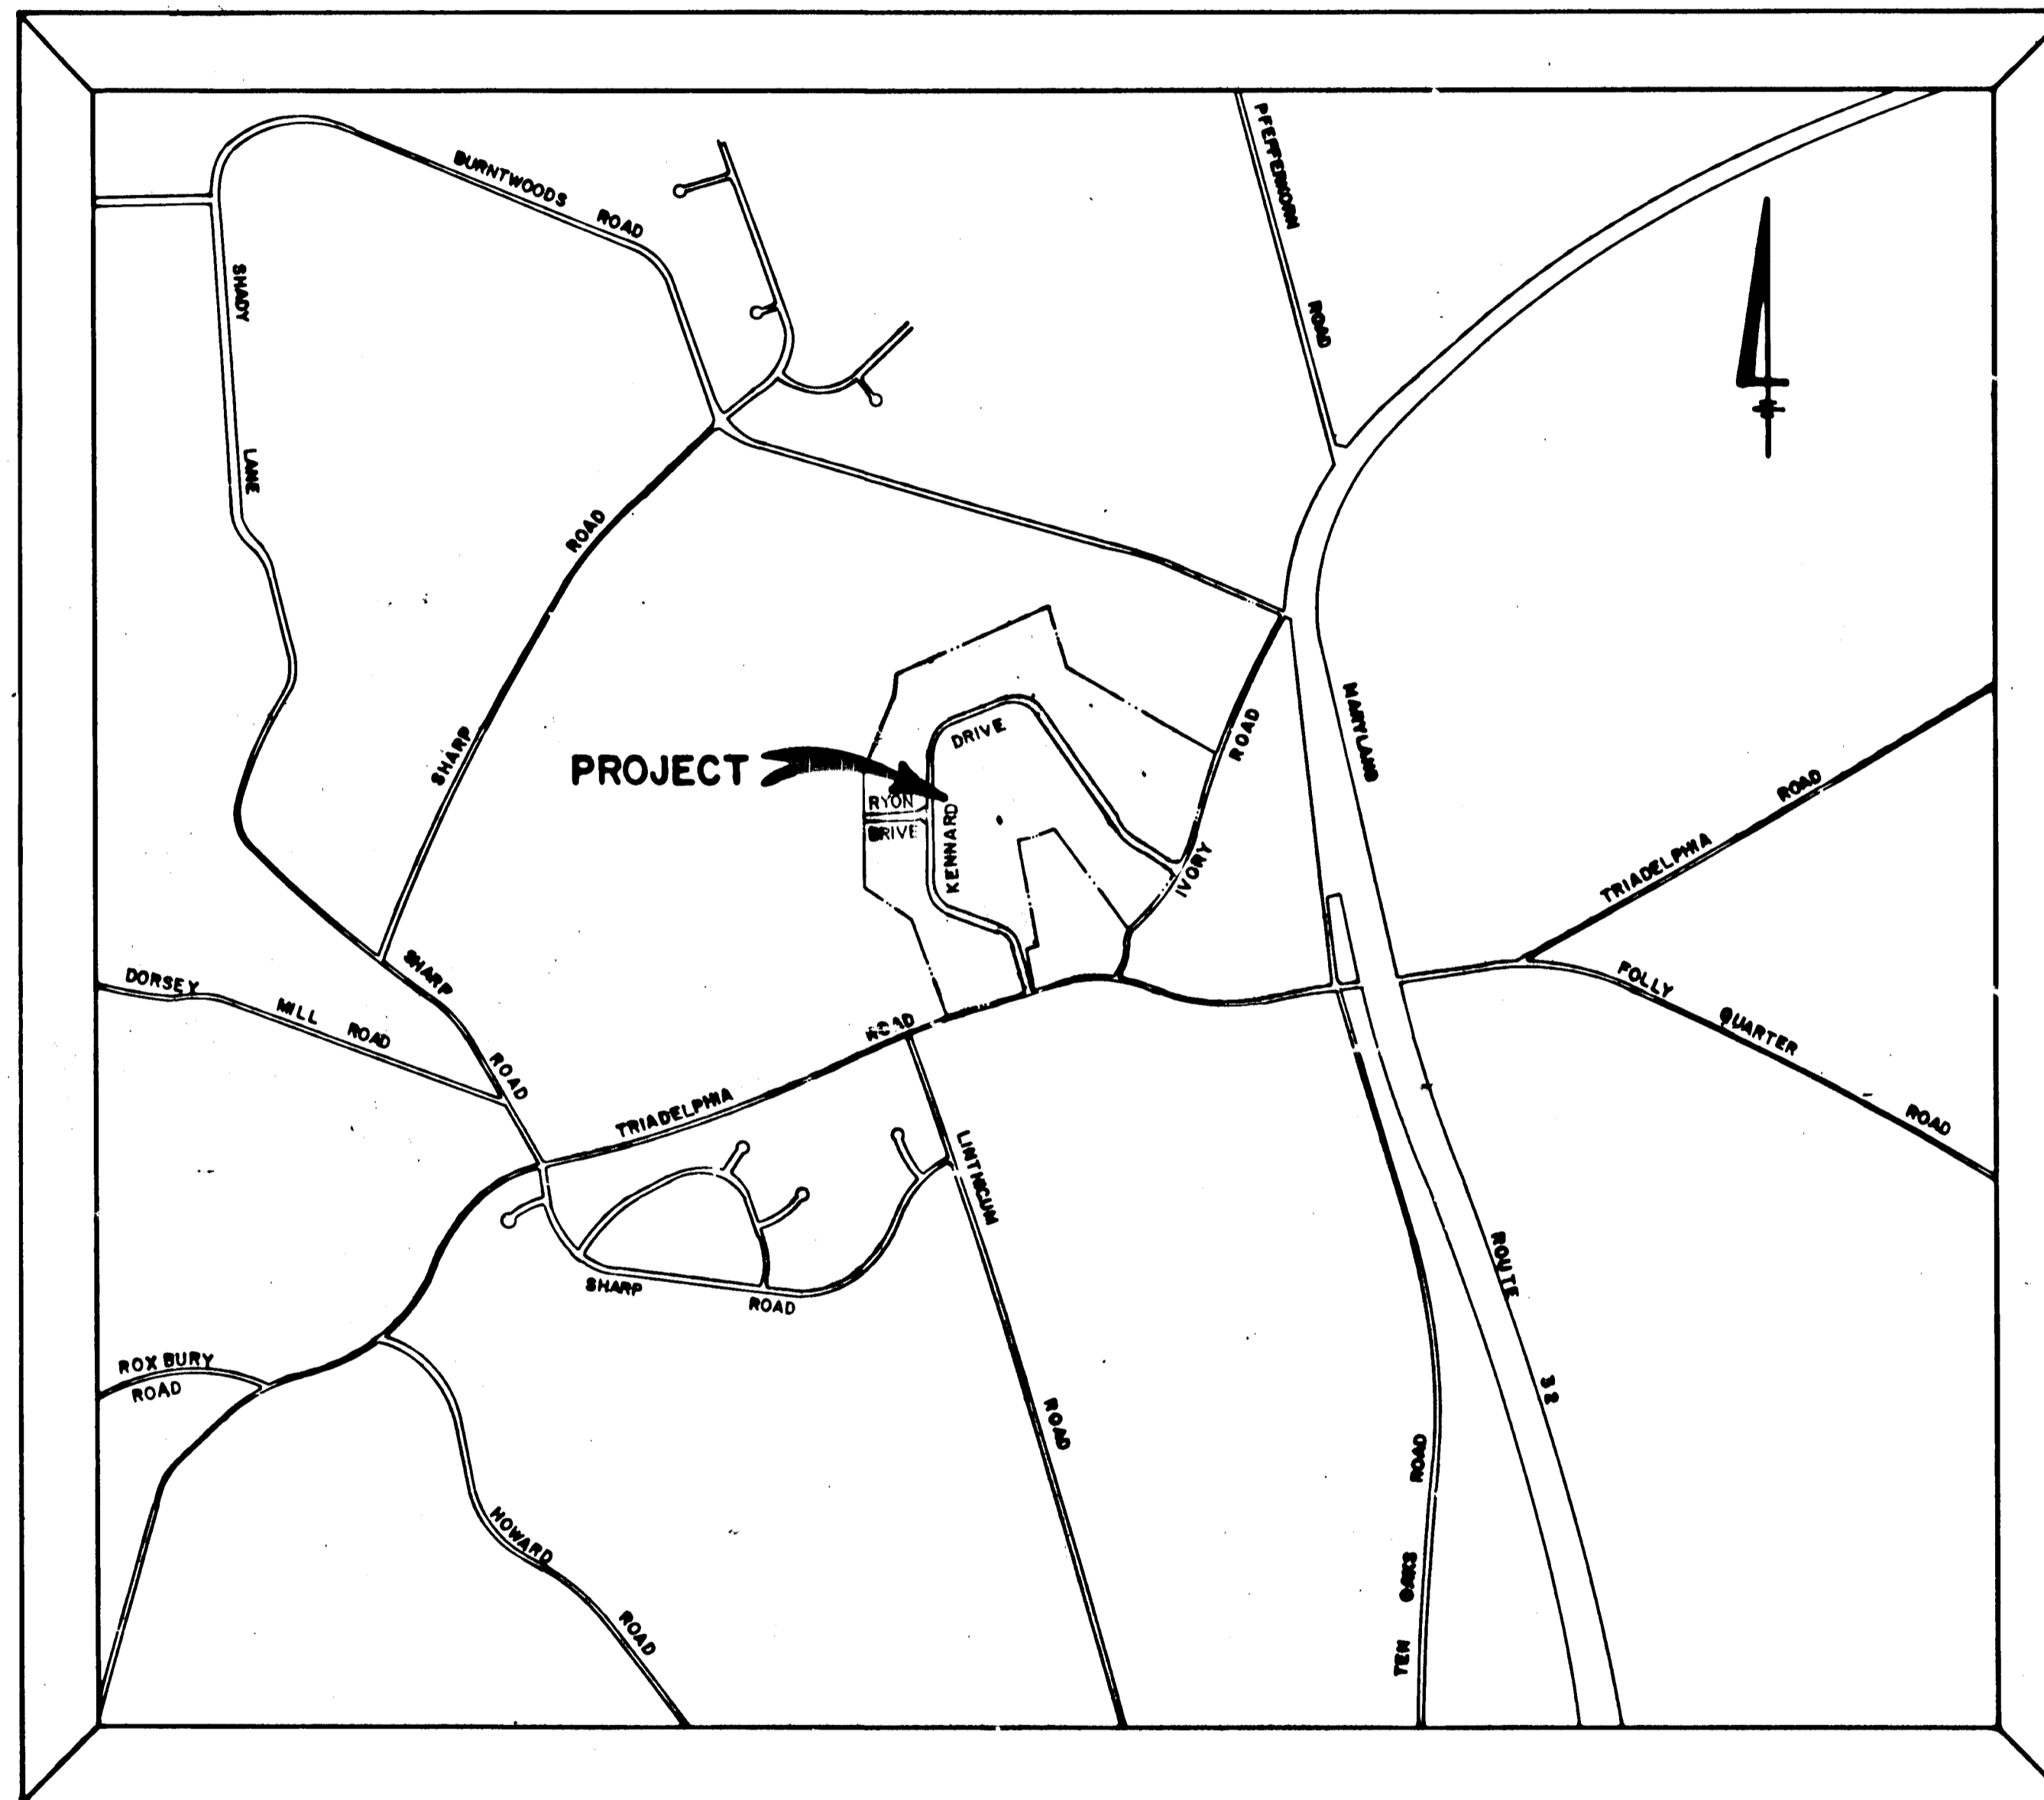 BURNTWOODS ROAD
PFEFFERKORN ROAD
SHADY LANE
SHARP ROAD
PROJECT
KENNARD DRIVE
RYON
DRIVE
IVORY ROAD
MARYLAND ROUTE 32
TRIADELPHIA ROAD
FOLLY QUARTER ROAD
DORSEY MILL ROAD
SHARP ROAD
TRIADELPHIA ROAD
LINTHICUM ROAD
SHARP ROAD
ROXBURY
ROAD
HOWARD ROAD
TEN OAKS ROAD